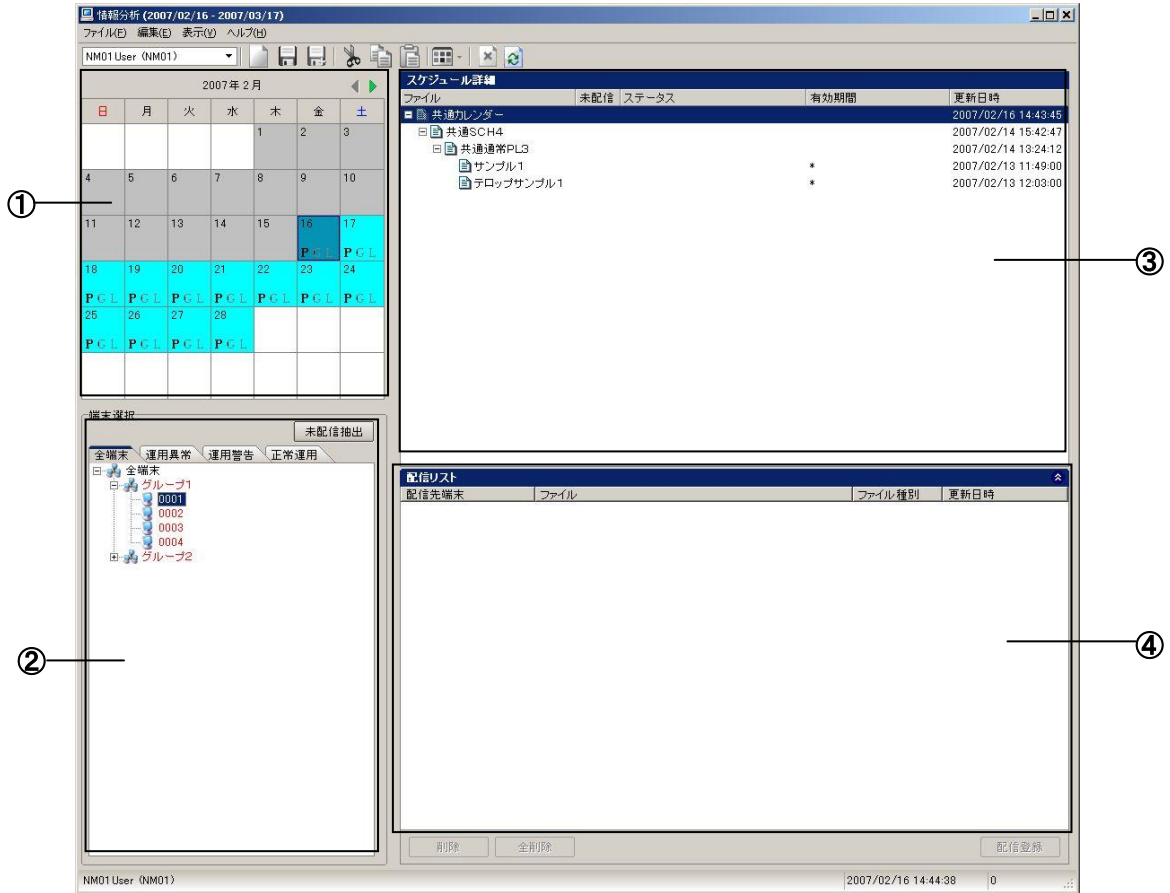 情報分析 (2007/02/16 - 2007/03/17)
ファイル(F) 編集(E) 表示(V) ヘルプ(H)
NM01User (NM01)
2007年 2月
日 月 火 水 木 金 土
1 2 3
4 5 6 7 8 9 10
11 12 13 14 15 16 17
P G L P G L
18 19 20 21 22 23 24
P G L P G L P G L P G L P G L P G L P G L
25 26 27 28
P G L P G L P G L P G L
①
端末選択
未配信抽出
全端末 運用異常 運用警告 正常運用
全端末
グループ1
0001
0002
0003
0004
グループ2
②
スケジュール詳細
ファイル 未配信 ステータス 有効期間 更新日時
共通カレンダー 2007/02/16 14:43:45
共通SCH4 2007/02/14 15:42:47
共通通常PL3 2007/02/14 13:24:12
サンプル1 * 2007/02/13 11:49:00
テロップサンプル1 * 2007/02/13 12:03:00
③
配信リスト
配信先端末 ファイル ファイル種別 更新日時
④
削除 全削除 配信登録
NM01User (NM01) 2007/02/16 14:44:38 0